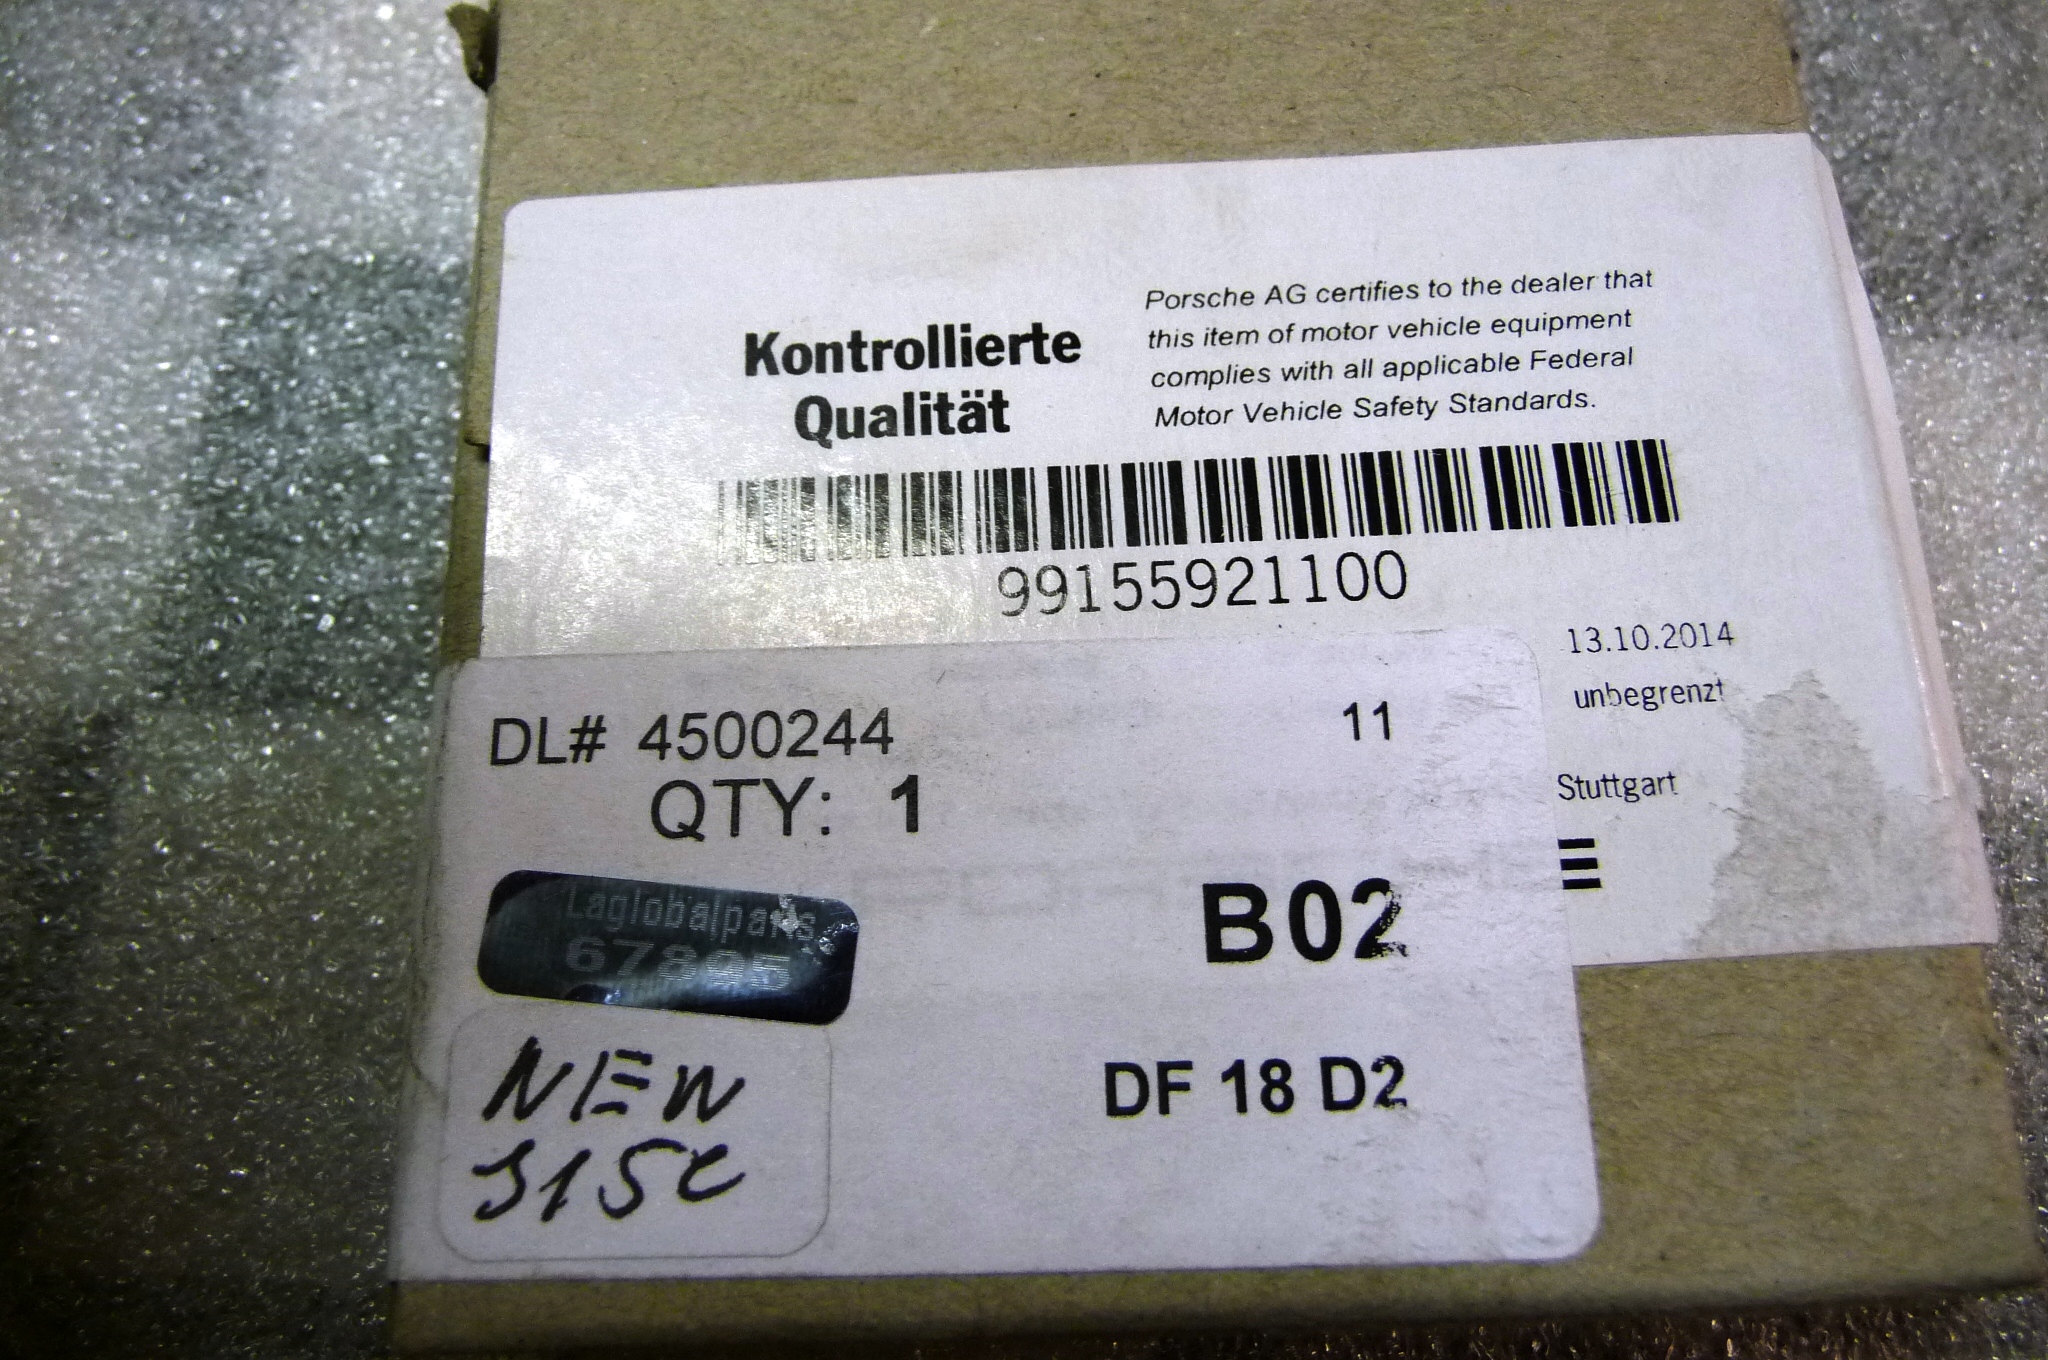 Kontrollierte
Qualität
Porsche AG certifies to the dealer that
this item of motor vehicle equipment
complies with all applicable Federal
Motor Vehicle Safety Standards.
99155921100
13.10.2014
unbegrenzt
Stuttgart
DL# 4500244
11
QTY: 1
Laglobalparts
B02
DF 18 D2
NEW